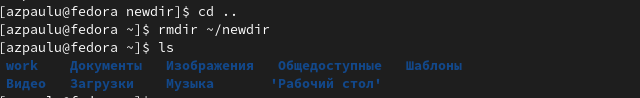 [azpaulu@fedora newdir]$ cd ..
[azpaulu@fedora ~]$ rmdir ~/newdir
[azpaulu@fedora ~]$ ls
work Документы Изображения Общедоступные Шаблоны
Видео Загрузки Музыка 'Рабочий стол'